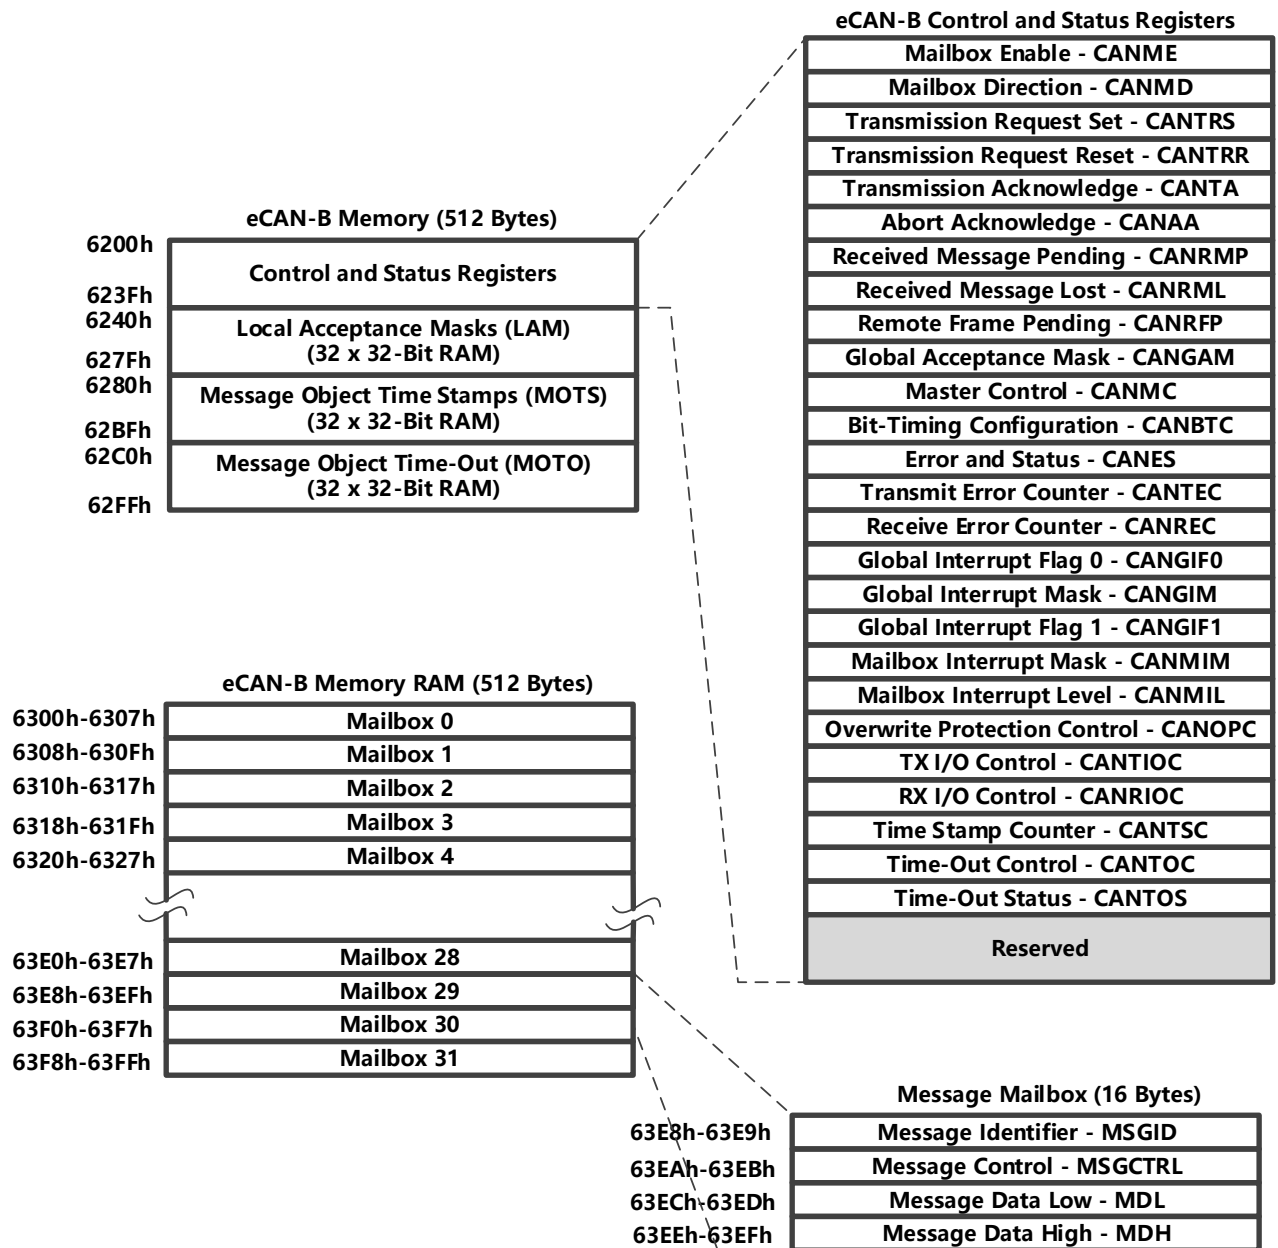 eCAN-B Control and Status Registers
Mailbox Enable - CANME
Mailbox Direction - CANMD
Transmission Request Set - CANTRS
Transmission Request Reset - CANTRR
Transmission Acknowledge - CANTA
Abort Acknowledge - CANAA
Received Message Pending - CANRMP
Received Message Lost - CANRML
Remote Frame Pending - CANRFP
Global Acceptance Mask - CANGAM
Master Control - CANMC
Bit-Timing Configuration - CANBTC
Error and Status - CANES
Transmit Error Counter - CANTEC
Receive Error Counter - CANREC
Global Interrupt Flag 0 - CANGIF0
Global Interrupt Mask - CANGIM
Global Interrupt Flag 1 - CANGIF1
Mailbox Interrupt Mask - CANMIM
Mailbox Interrupt Level - CANMIL
Overwrite Protection Control - CANOPC
TX I/O Control - CANTIOC
RX I/O Control - CANRIOC
Time Stamp Counter - CANTSC
Time-Out Control - CANTOC
Time-Out Status - CANTOS
Reserved
eCAN-B Memory (512 Bytes)
6200h
Control and Status Registers
623Fh
6240h
Local Acceptance Masks (LAM)
(32 x 32-Bit RAM)
627Fh
6280h
Message Object Time Stamps (MOTS)
(32 x 32-Bit RAM)
62BFh
62C0h
Message Object Time-Out (MOTO)
(32 x 32-Bit RAM)
62FFh
eCAN-B Memory RAM (512 Bytes)
6300h-6307h Mailbox 0
6308h-630Fh Mailbox 1
6310h-6317h Mailbox 2
6318h-631Fh Mailbox 3
6320h-6327h Mailbox 4
63E0h-63E7h Mailbox 28
63E8h-63EFh Mailbox 29
63F0h-63F7h Mailbox 30
63F8h-63FFh Mailbox 31
Message Mailbox (16 Bytes)
63E8h-63E9h Message Identifier - MSGID
63EAh-63EBh Message Control - MSGCTRL
63ECh-63EDh Message Data Low - MDL
63EEh-63EFh Message Data High - MDH